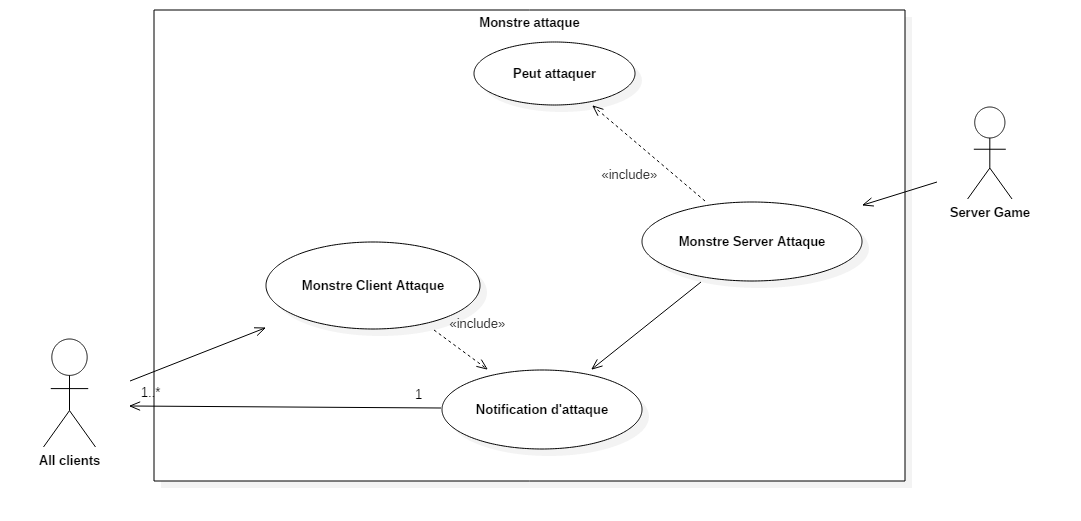 Monstre attaque
Peut attaquer
«include»
Server Game
Monstre Server Attaque
Monstre Client Attaque
«include»
1..*
1
Notification d'attaque
All clients